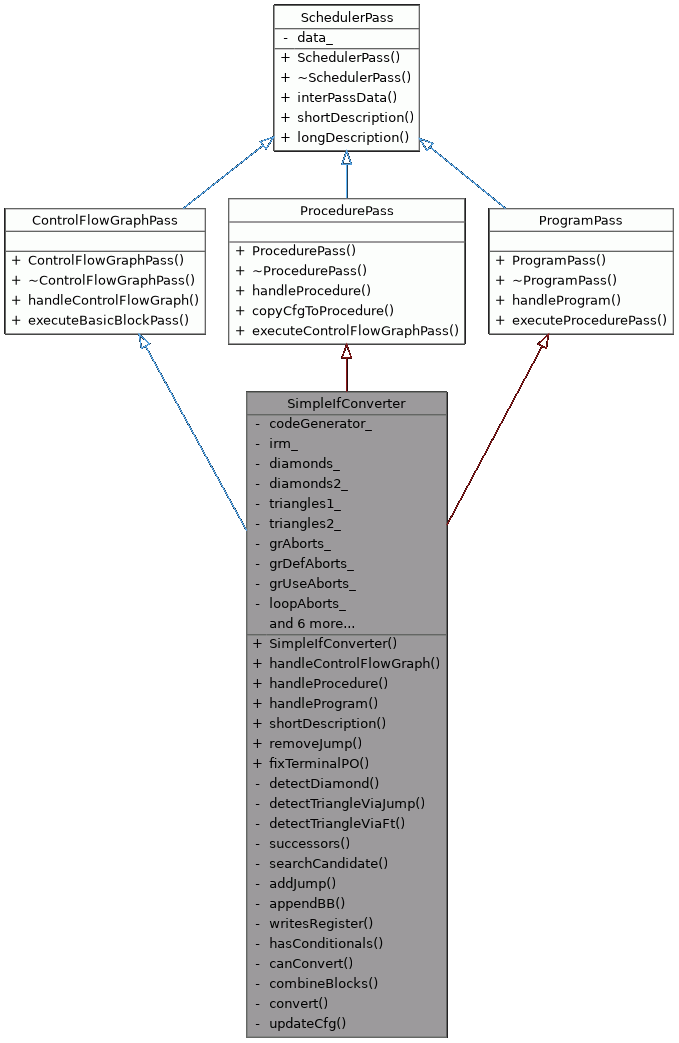 SchedulerPass
- data_
+ SchedulerPass()
+ ~SchedulerPass()
+ interPassData()
+ shortDescription()
+ longDescription()
ControlFlowGraphPass
+ ControlFlowGraphPass()
+ ~ControlFlowGraphPass()
+ handleControlFlowGraph()
+ executeBasicBlockPass()
ProcedurePass
+ ProcedurePass()
+ ~ProcedurePass()
+ handleProcedure()
+ copyCfgToProcedure()
+ executeControlFlowGraphPass()
ProgramPass
+ ProgramPass()
+ ~ProgramPass()
+ handleProgram()
+ executeProcedurePass()
SimpleIfConverter
- codeGenerator_
- irm_
- diamonds_
- diamonds2_
- triangles1_
- triangles2_
- grAborts_
- grDefAborts_
- grUseAborts_
- loopAborts_
and 6 more...
+ SimpleIfConverter()
+ handleControlFlowGraph()
+ handleProcedure()
+ handleProgram()
+ shortDescription()
+ removeJump()
+ fixTerminalPO()
- detectDiamond()
- detectTriangleViaJump()
- detectTriangleViaFt()
- successors()
- searchCandidate()
- addJump()
- appendBB()
- writesRegister()
- hasConditionals()
- canConvert()
- combineBlocks()
- convert()
- updateCfg()